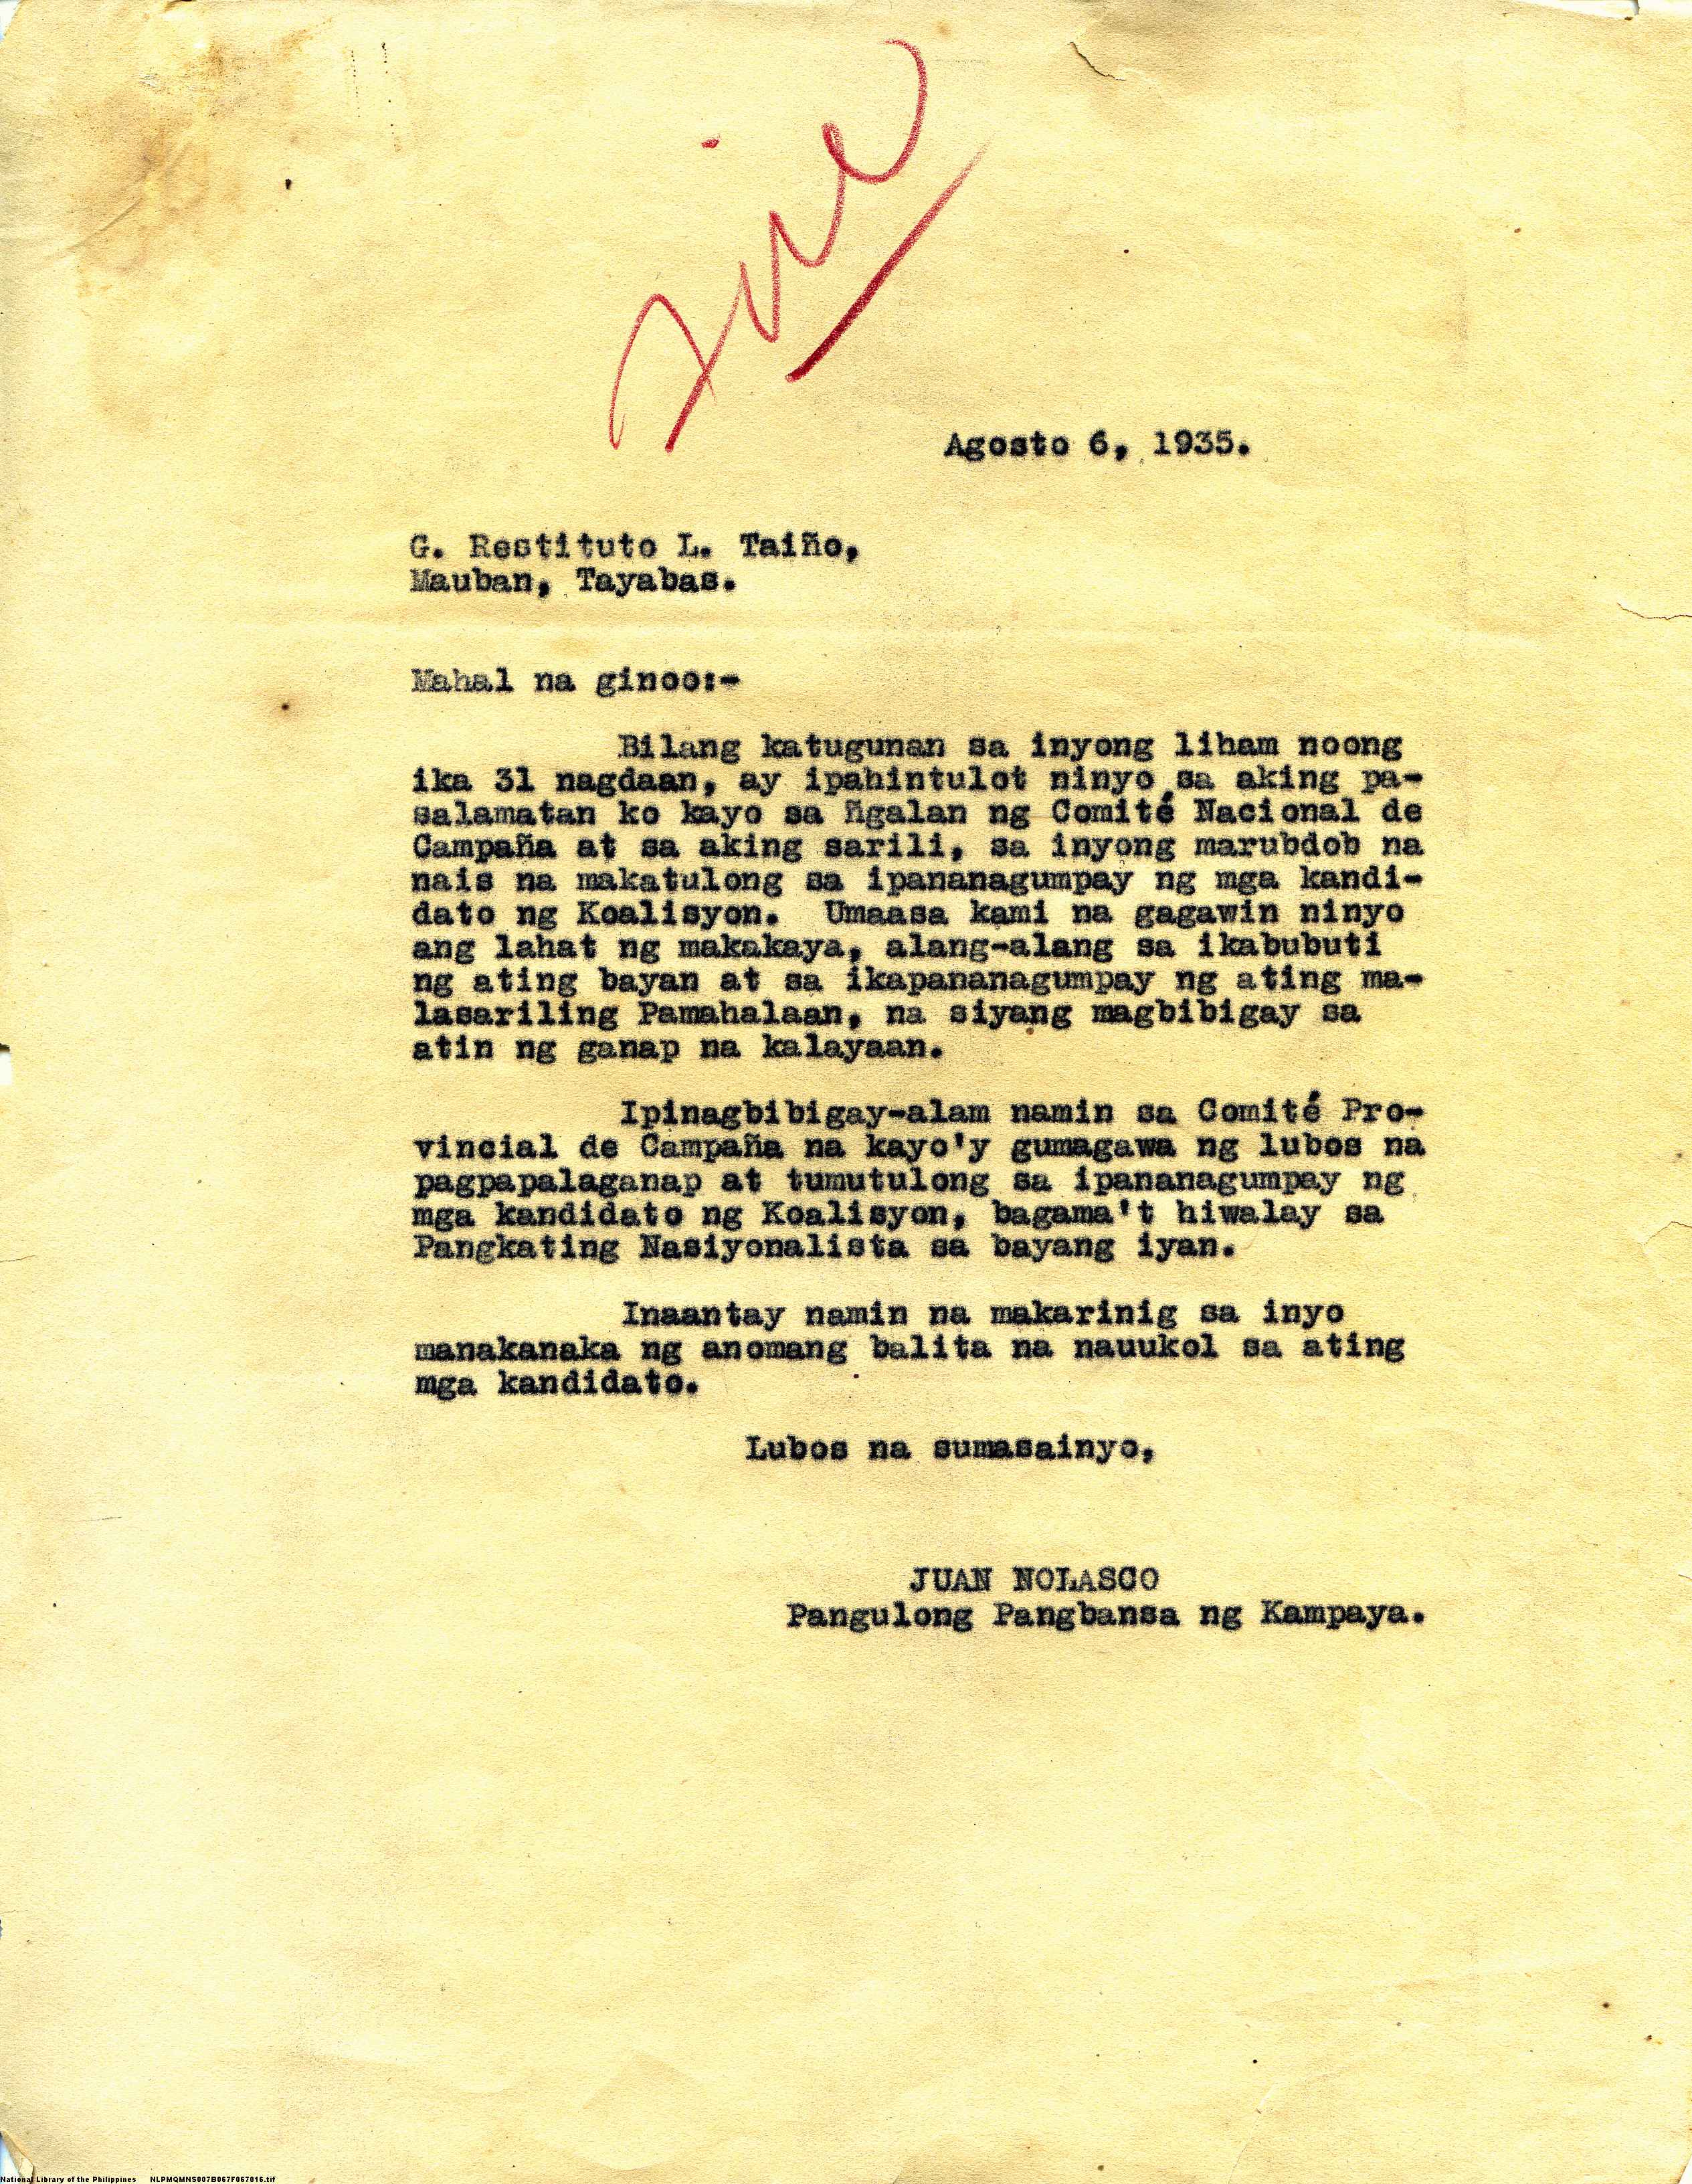 file
Agosto 6, 1935.
G. Restituto L. Taiño,
Mauban, Tayabas.
Mahal na ginoo:-
Bilang katugunan sa inyong liham noong
ika 31 nagdaan, ay ipahintulot ninyo sa aking pa-
salamatan ko kayo sa ñgalan ng Comité Nacional de
Campaña at sa aking sarili, sa inyong marubdob na
nais na makatulong sa ipananagumpay ng mga kandi-
dato ng Koalisyon. Umaasa kami na gagawin ninyo
ang lahat ng makakaya, alang-alang sa ikabubuti
ng ating bayan at sa ikapananagumpay ng ating ma-
lasariling Pamahalaan, na siyang magbibigay sa
atin ng ganap na kalayaan.
Ipinagbibigay-alam namin sa Comité Pro-
vincial de Campaña na kayo'y gumagawa ng lubos na
pagpapalaganap at tumutulong sa ipananagumpay ng
mga kandidato ng Koalisyon, bagama't hiwalay sa
Pangkating Nasiyonalista sa bayang iyan.
Inaantay namin na makarinig sa inyo
manakanaka ng anomang balita na nauukol sa ating
mga kandidato.
Lubos na sumasainyo,
JUAN NOLASCO
Pangulong Pangbansa ng Kampaya.
National Library of the Philippines NLPMQMNS007B067F067016.tif